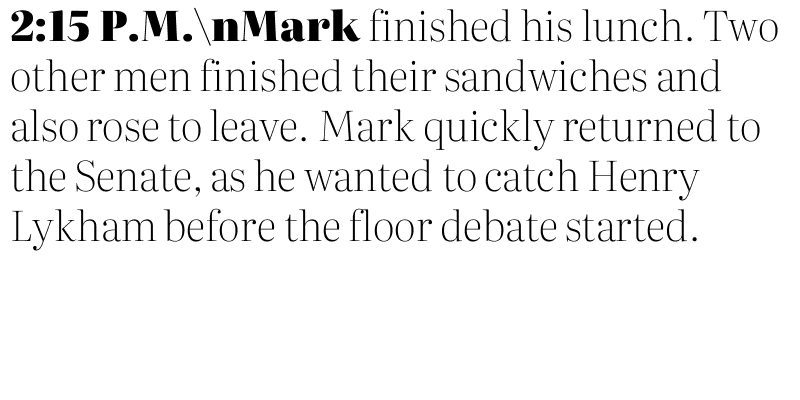 2:15 P.M.\nMark finished his lunch. Two
other men finished their sandwiches and
also rose to leave. Mark quickly returned to
the Senate, as he wanted to catch Henry
Lykham before the floor debate started.